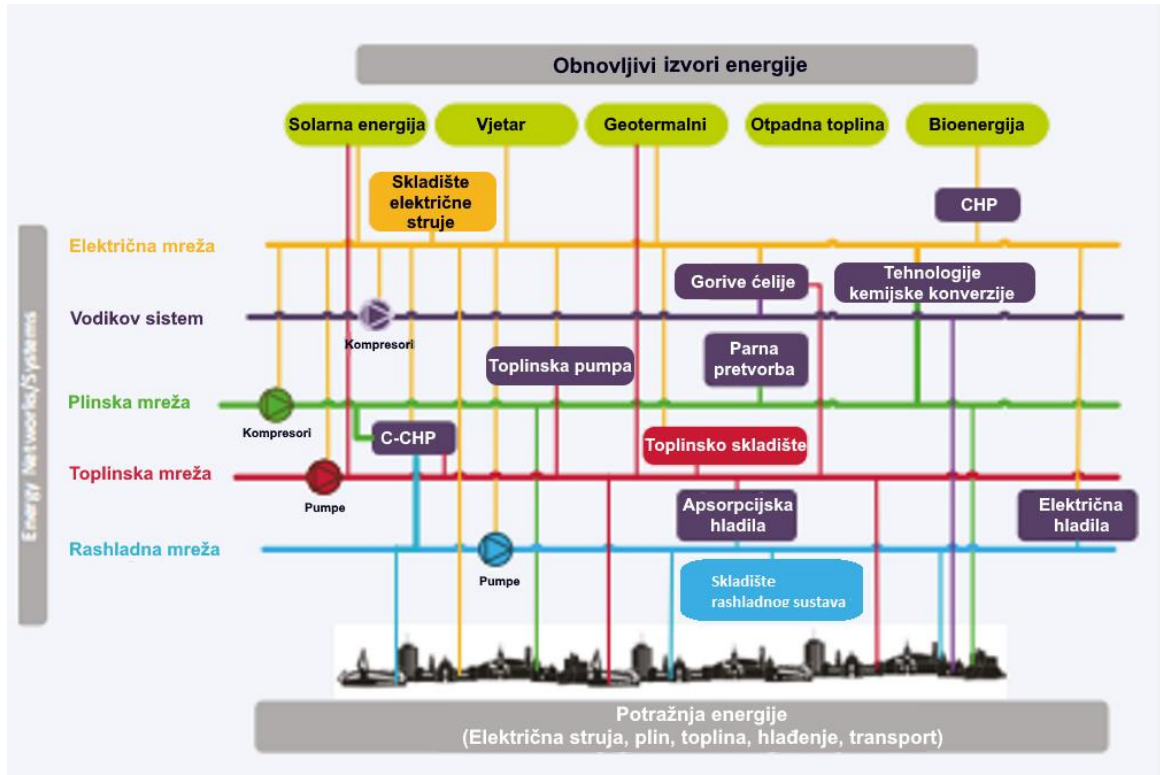 Obnovljivi izvori energije
Solarna energija
Vjetar
Geotermalni
Otpadna toplina
Bioenergija
Skladište
električne
struje
CHP
Električna mreža
Gorive ćelije
Tehnologije
kemijske konverzije
Vodikov sistem
Kompresori
Toplinska pumpa
Parna
pretvorba
Plinska mreža
Kompresori
C-CHP
Toplinsko skladište
Toplinska mreža
Pumpe
Apsorpcijska
hladila
Električna
hladila
Rashladna mreža
Pumpe
Skladište
rashladnog sustava
Energy Networks/Systems
Potražnja energije
(Električna struja, plin, toplina, hlađenje, transport)